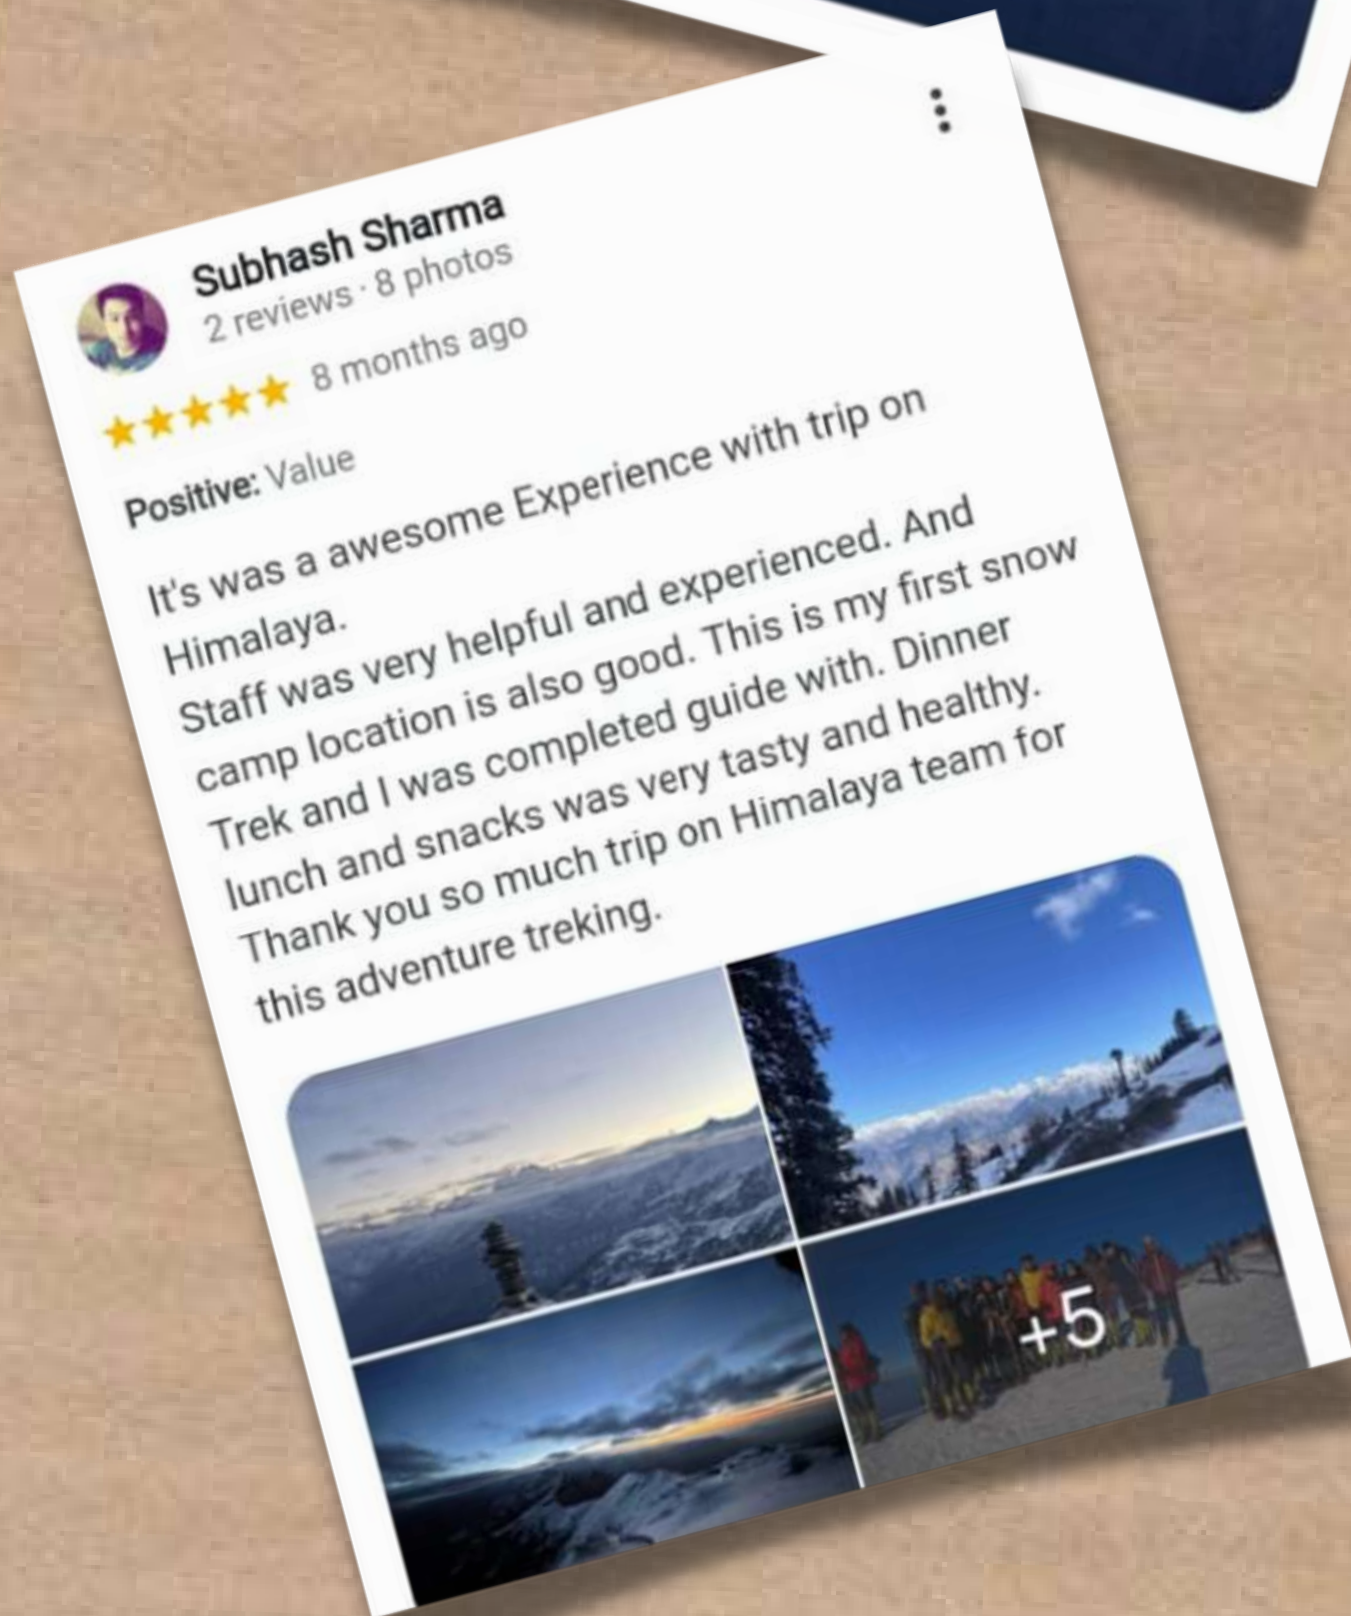 Subhash Sharma
2 reviews · 8 photos
8 months ago
Positive: Value
It's was a awesome Experience with trip on
Himalaya.
Staff was very helpful and experienced. And
camp location is also good. This is my first snow
Trek and I was completed guide with. Dinner
lunch and snacks was very tasty and healthy.
Thank you so much trip on Himalaya team for
this adventure treking.
+5